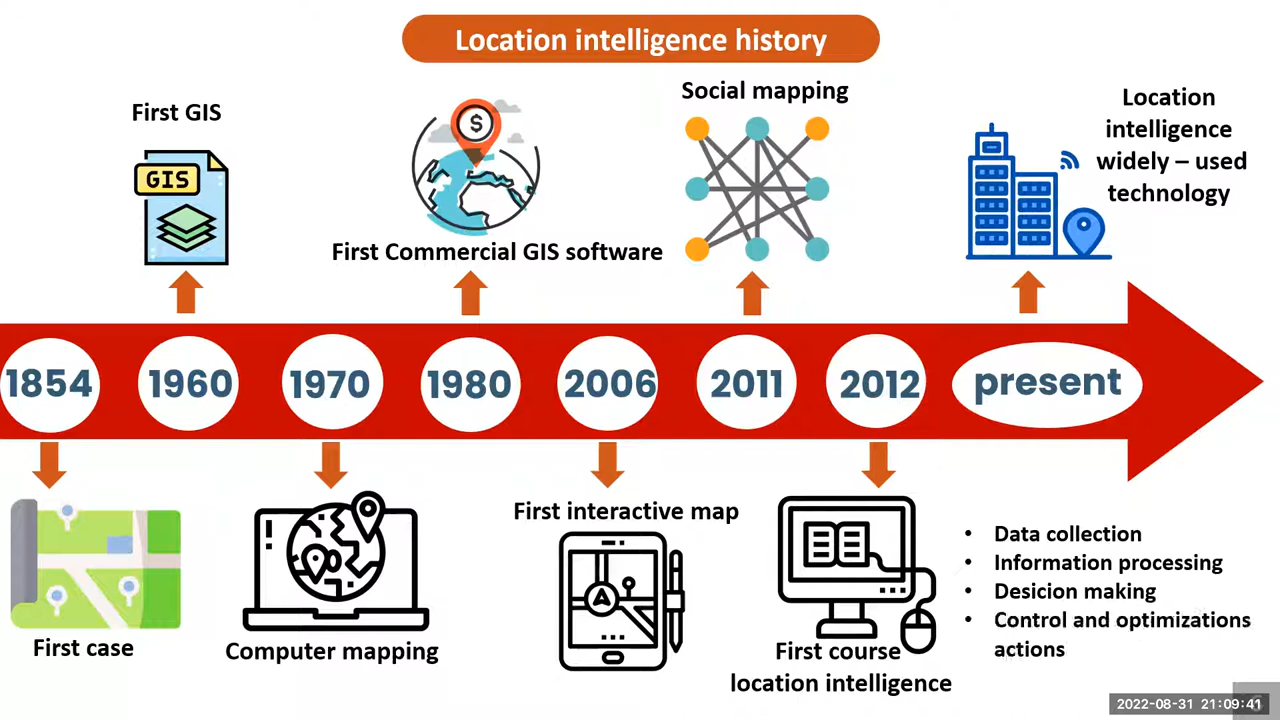 Location intelligence history
First GIS
GIS
$
First Commercial GIS software
Social mapping
Location
intelligence
widely – used
technology
1854
1960
1970
1980
2006
2011
2012
present
First case
Computer mapping
First interactive map
A
First course
location intelligence
• Data collection
• Information processing
• Desicion making
• Control and optimizations
actions
2022-08-31 21:09:41